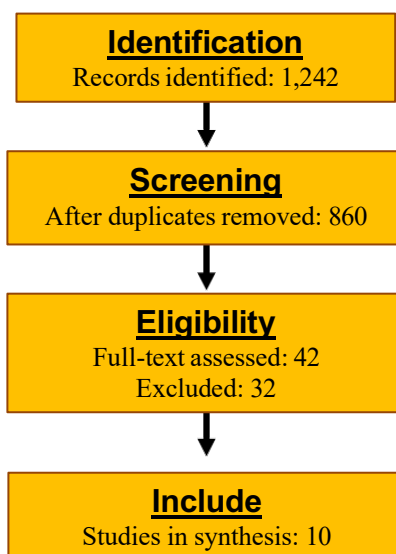 Identification
Records identified: 1,242
Screening
After duplicates removed: 860
Eligibility
Full-text assessed: 42
Excluded: 32
Include
Studies in synthesis: 10